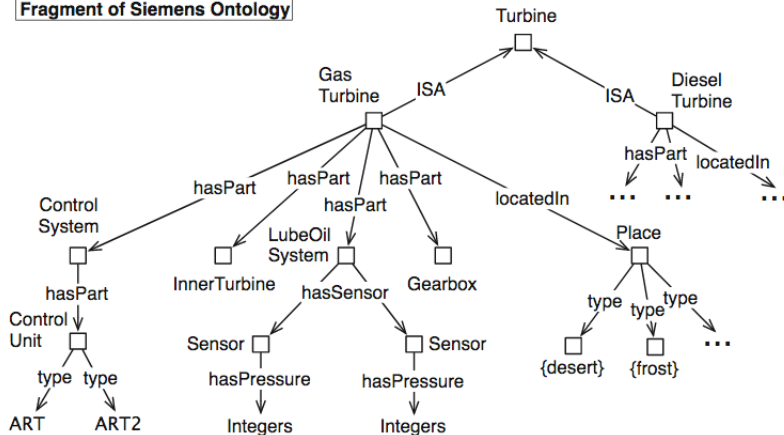 Fragment of Siemens Ontology
Turbine
Gas
Turbine
ISA
ISA
Diesel
Turbine
hasPart
locatedIn
... ... ...
hasPart
hasPart
hasPart
hasPart
locatedIn
Control
System
InnerTurbine
LubeOil
System
Gearbox
Place
hasPart
hasSensor
type
type
type
...
Control
Unit
Sensor
Sensor
{desert}
{frost}
type
type
hasPressure
hasPressure
ART
ART2
Integers
Integers